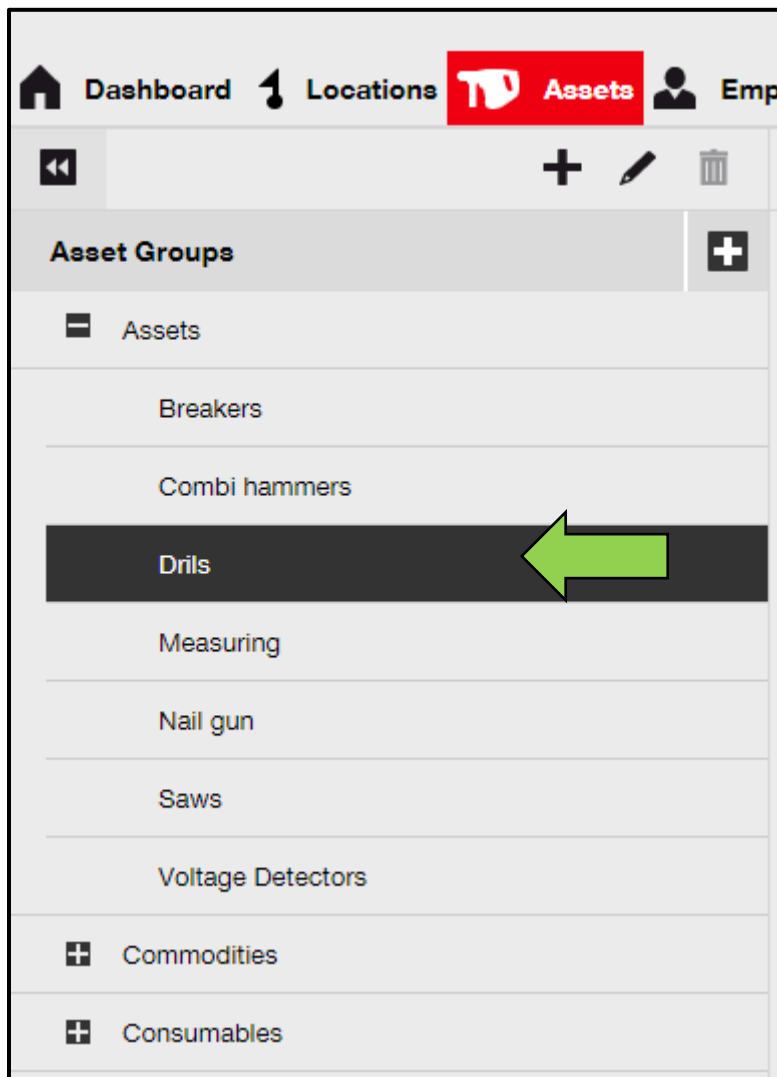 Dashboard Locations Assets Emp
Asset Groups
Assets
Breakers
Combi hammers
Drils
Measuring
Nail gun
Saws
Voltage Detectors
Commodities
Consumables